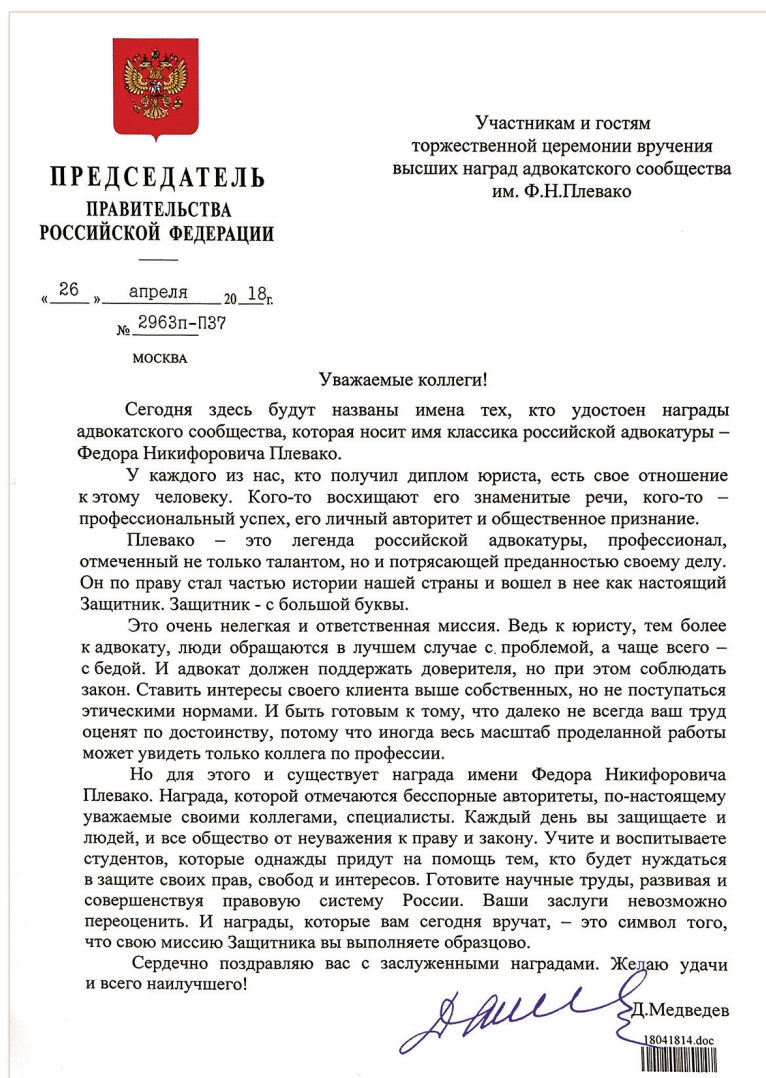 ПРЕДСЕДАТЕЛЬ
ПРАВИТЕЛЬСТВА
РОССИЙСКОЙ ФЕДЕРАЦИИ
« 26 » апреля 20 18 г.
№ 2963п-П37
МОСКВА
Участникам и гостям
торжественной церемонии вручения
высших наград адвокатского сообщества
им. Ф.Н.Плевако
Уважаемые коллеги!
Сегодня здесь будут названы имена тех, кто удостоен награды
адвокатского сообщества, которая носит имя классика российской адвокатуры –
Федора Никифоровича Плевако.
У каждого из нас, кто получил диплом юриста, есть свое отношение
к этому человеку. Кого-то восхищают его знаменитые речи, кого-то –
профессиональный успех, его личный авторитет и общественное признание.
Плевако – это легенда российской адвокатуры, профессионал,
отмеченный не только талантом, но и потрясающей преданностью своему делу.
Он по праву стал частью истории нашей страны и вошел в нее как настоящий
Защитник. Защитник - с большой буквы.
Это очень нелегкая и ответственная миссия. Ведь к юристу, тем более
к адвокату, люди обращаются в лучшем случае с проблемой, а чаще всего –
с бедой. И адвокат должен поддержать доверителя, но при этом соблюдать
закон. Ставить интересы своего клиента выше собственных, но не поступаться
этическими нормами. И быть готовым к тому, что далеко не всегда ваш труд
оценят по достоинству, потому что иногда весь масштаб проделанной работы
может увидеть только коллега по профессии.
Но для этого и существует награда имени Федора Никифоровича
Плевако. Награда, которой отмечаются бесспорные авторитеты, по-настоящему
уважаемые своими коллегами, специалисты. Каждый день вы защищаете и
людей, и все общество от неуважения к праву и закону. Учите и воспитываете
студентов, которые однажды придут на помощь тем, кто будет нуждаться
в защите своих прав, свобод и интересов. Готовите научные труды, развивая и
совершенствуя правовую систему России. Ваши заслуги невозможно
переоценить. И награды, которые вам сегодня вручат, – это символ того,
что свою миссию Защитника вы выполняете образцово.
Сердечно поздравляю вас с заслуженными наградами. Желаю удачи
и всего наилучшего!
Д.Медведев
18041814.doc